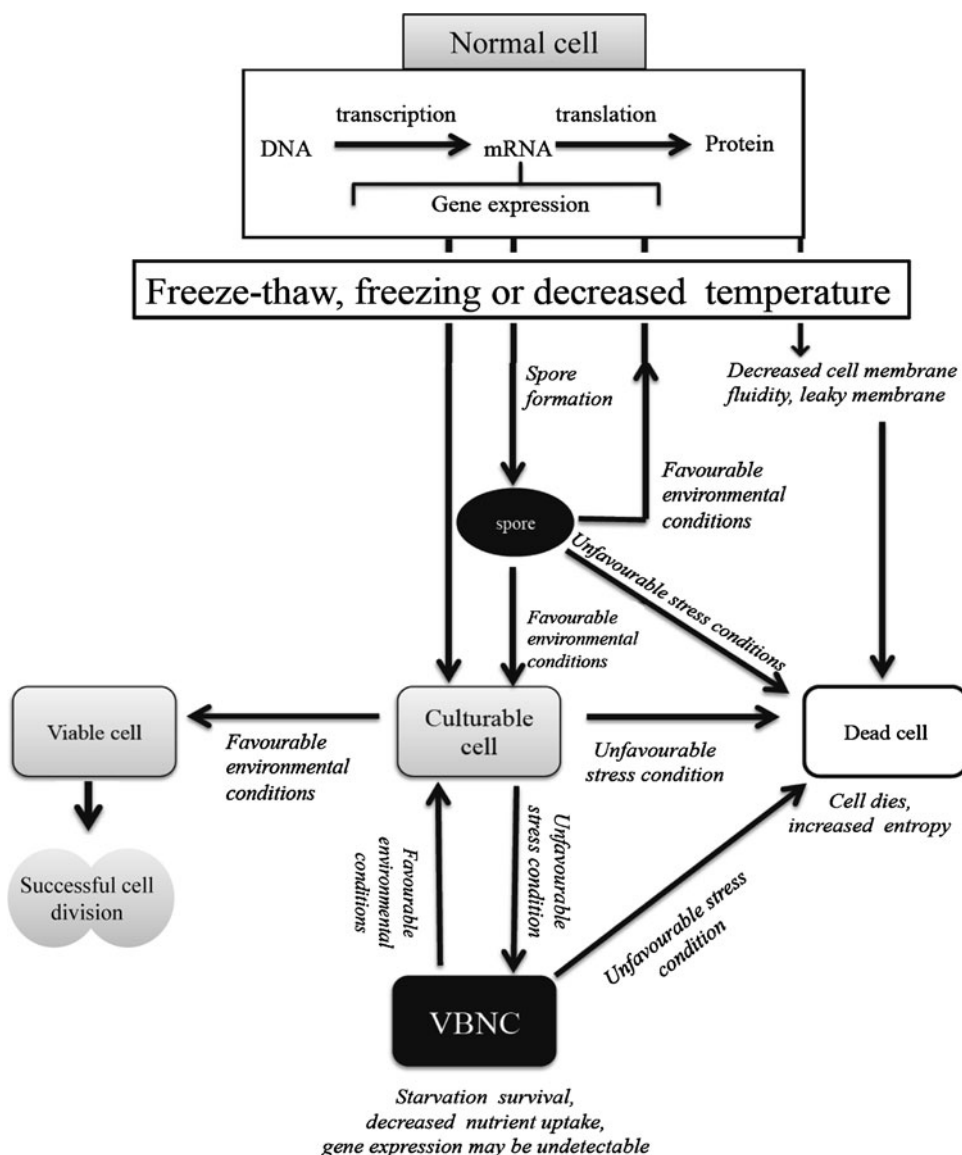 Normal cell
transcription
translation
DNA
mRNA
Protein
Gene expression
Freeze-thaw, freezing or decreased temperature
Spore
formation
Decreased cell membrane
fluidity, leaky membrane
Favourable
environmental
conditions
spore
Unfavourable stress conditions
Favourable
environmental
conditions
Viable cell
Favourable
environmental
conditions
Culturable
cell
Unfavourable
stress condition
Dead cell
Cell dies,
increased entropy
Successful cell
division
Favourable
environmental
conditions
Unfavourable
stress condition
Unfavourable stress
condition
VBNC
Starvation survival,
decreased nutrient uptake,
gene expression may be undetectable